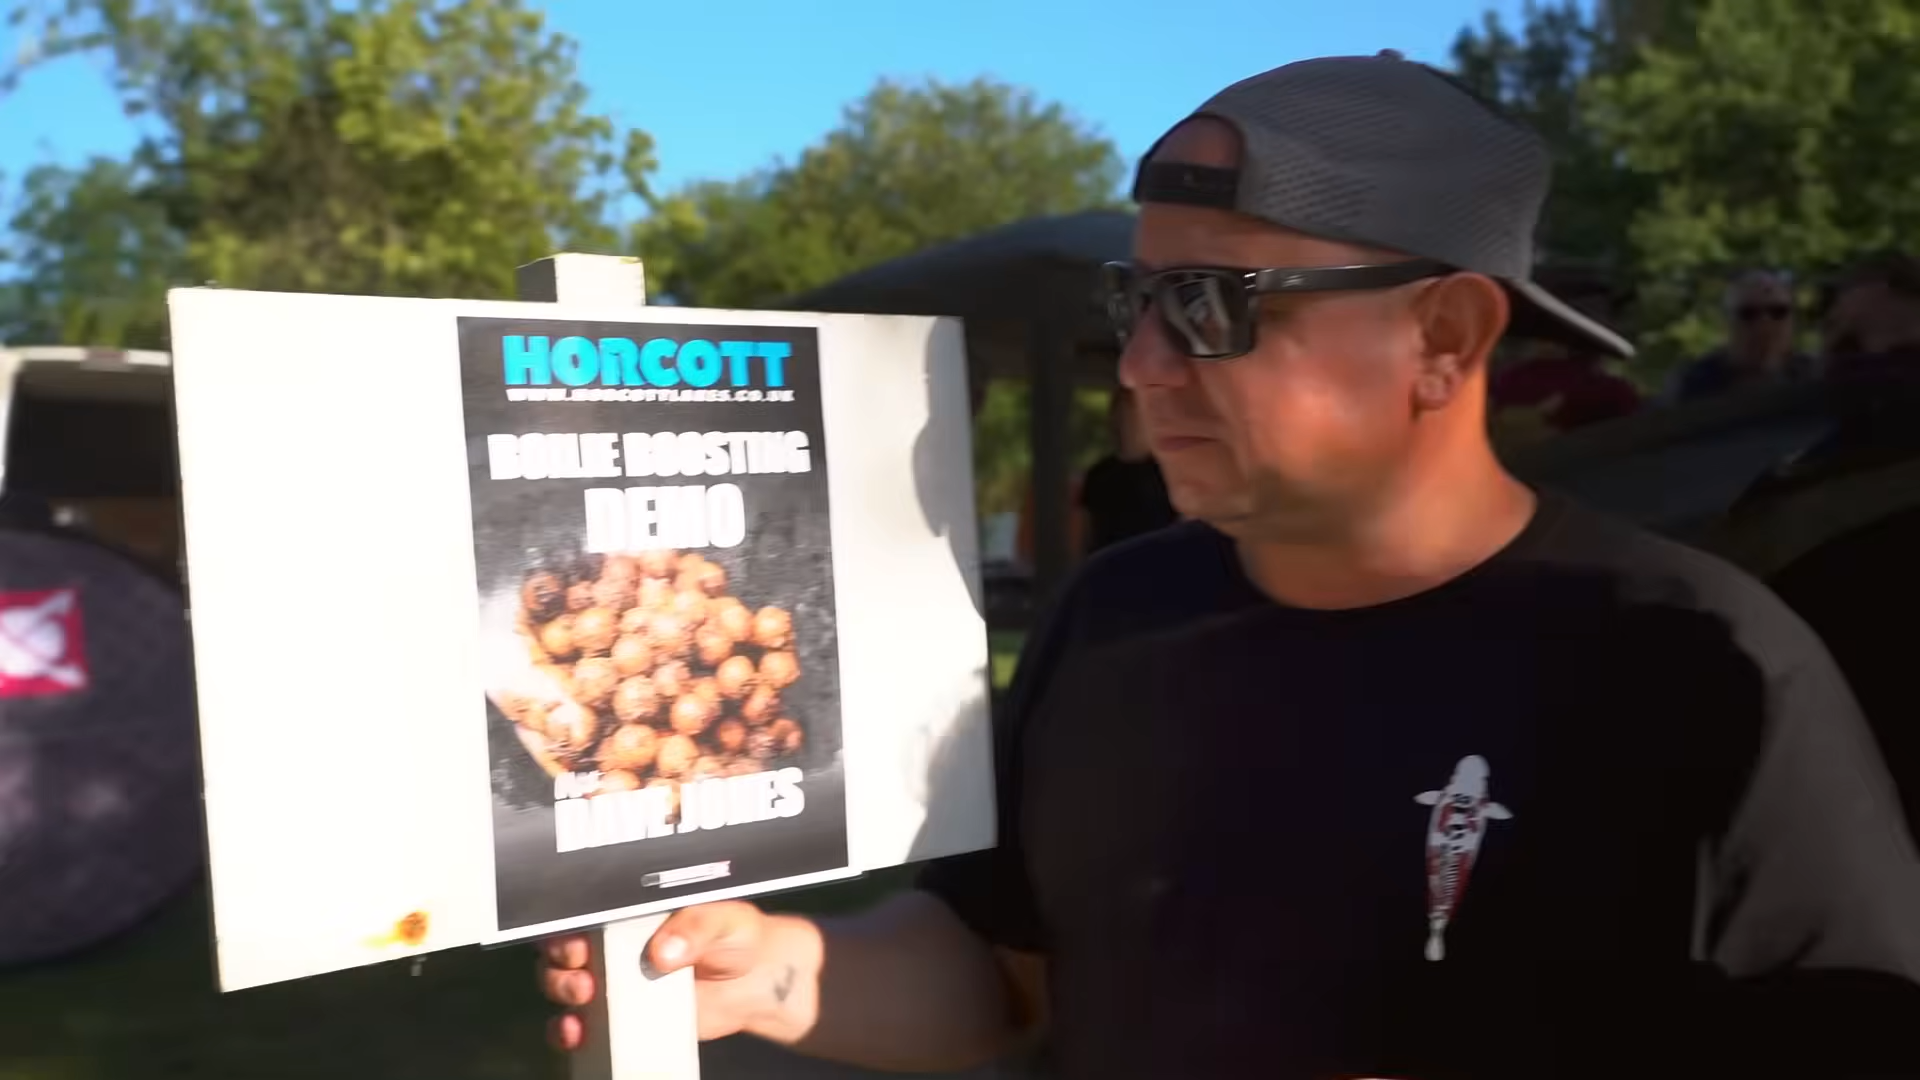 HORCOTT
WWW.HORCOTTLAKES.CO.UK
BOILIE BOOSTING
DEMO
DAVE JONES